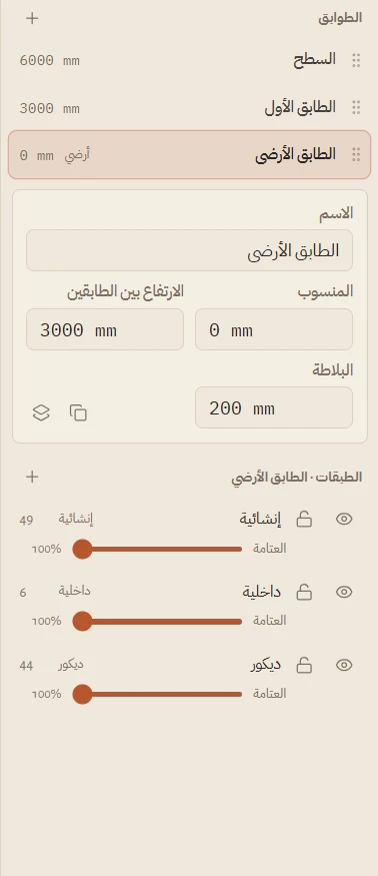 الطوابق
السطح 6000 mm
الطابق الأول 3000 mm
الطابق الأرضي أرضي 0 mm
الاسم
الطابق الأرضي
المنسوب الارتفاع بين الطابقين
0 mm 3000 mm
البلاطة
200 mm
الطبقات · الطابق الأرضي
إنشائية إنشائية 49
العتامة 100%
داخلية داخلية 6
العتامة 100%
ديكور ديكور 44
العتامة 100%